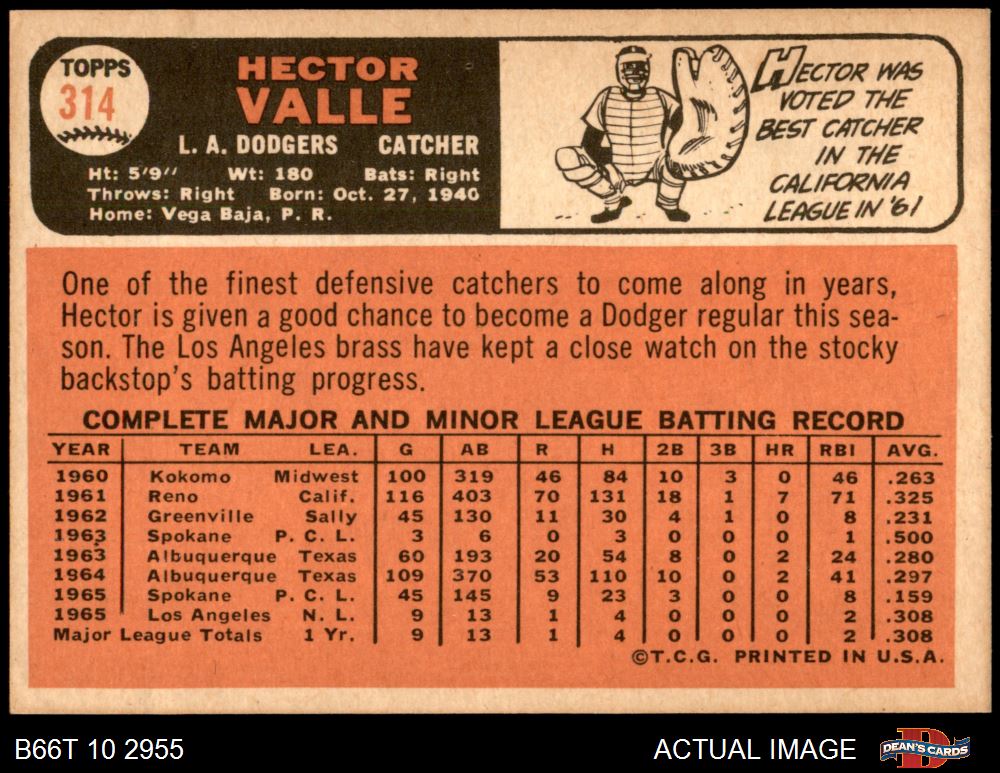 TOPPS
314
HECTOR
VALLE
L. A. DODGERS CATCHER
Ht: 5'9'' Wt: 180 Bats: Right
Throws: Right Born: Oct. 27, 1940
Home: Vega Baja, P. R.
HECTOR WAS
VOTED THE
BEST CATCHER
IN THE
CALIFORNIA
LEAGUE IN '61
One of the finest defensive catchers to come along in years,
Hector is given a good chance to become a Dodger regular this sea-
son. The Los Angeles brass have kept a close watch on the stocky
backstop's batting progress.
COMPLETE MAJOR AND MINOR LEAGUE BATTING RECORD
YEAR TEAM LEA. G AB R H 2B 3B HR RBI AVG.
1960 Kokomo Midwest 100 319 46 84 10 3 0 46 .263
1961 Reno Calif. 116 403 70 131 18 1 7 71 .325
1962 Greenville Sally 45 130 11 30 4 1 0 8 .231
1963 Spokane P. C. L. 3 6 0 3 0 0 0 1 .500
1963 Albuquerque Texas 60 193 20 54 8 0 2 24 .280
1964 Albuquerque Texas 109 370 53 110 10 0 2 41 .297
1965 Spokane P. C. L. 45 145 9 23 3 0 0 8 .159
1965 Los Angeles N. L. 9 13 1 4 0 0 0 2 .308
Major League Totals 1 Yr. 9 13 1 4 0 0 0 2 .308
©T.C.G. PRINTED IN U.S.A.
B66T 10 2955 ACTUAL IMAGE DEAN'S CARDS